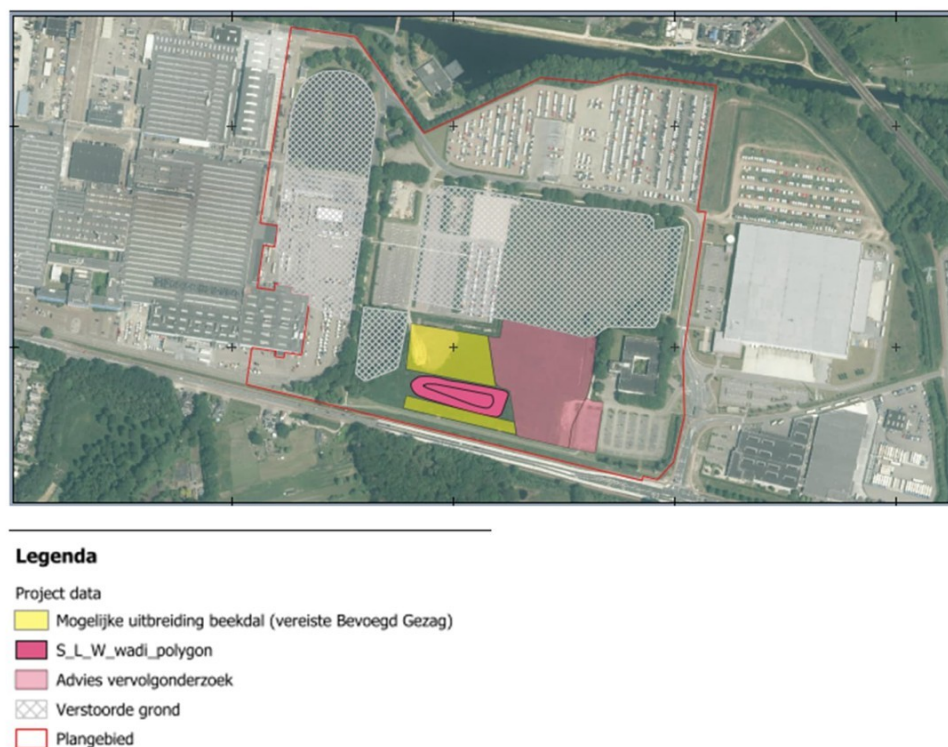 Legenda
Project data
Mogelijke uitbreiding beekdal (vereiste Bevoegd Gezag)
S_L_W_wadi_polygon
Advies vervolgonderzoek
Verstoorde grond
Plangebied